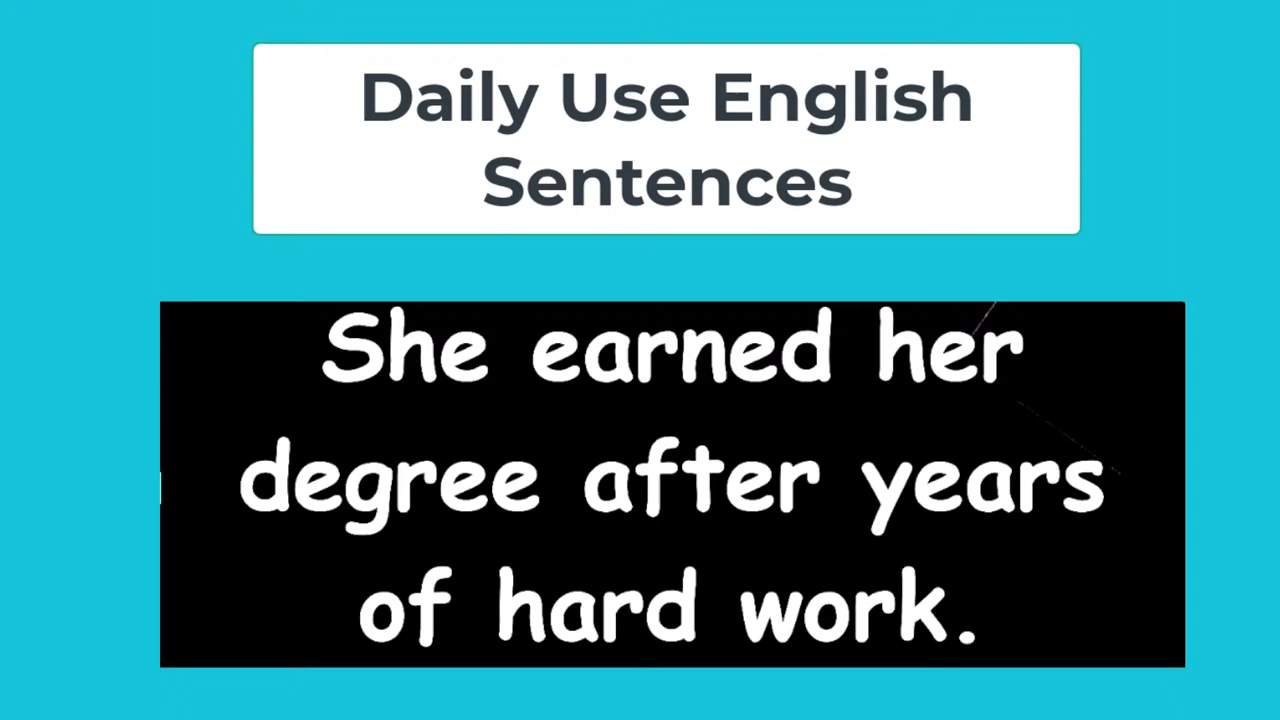 Daily Use English
Sentences
She earned her
degree after years
of hard work.